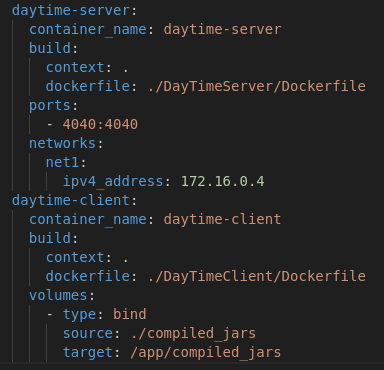 daytime-server:
  container_name: daytime-server
  build:
    context: .
    dockerfile: ./DayTimeServer/Dockerfile
  ports:
    - 4040:4040
  networks:
    net1:
      ipv4_address: 172.16.0.4
daytime-client:
  container_name: daytime-client
  build:
    context: .
    dockerfile: ./DayTimeClient/Dockerfile
  volumes:
    - type: bind
      source: ./compiled_jars
      target: /app/compiled_jars